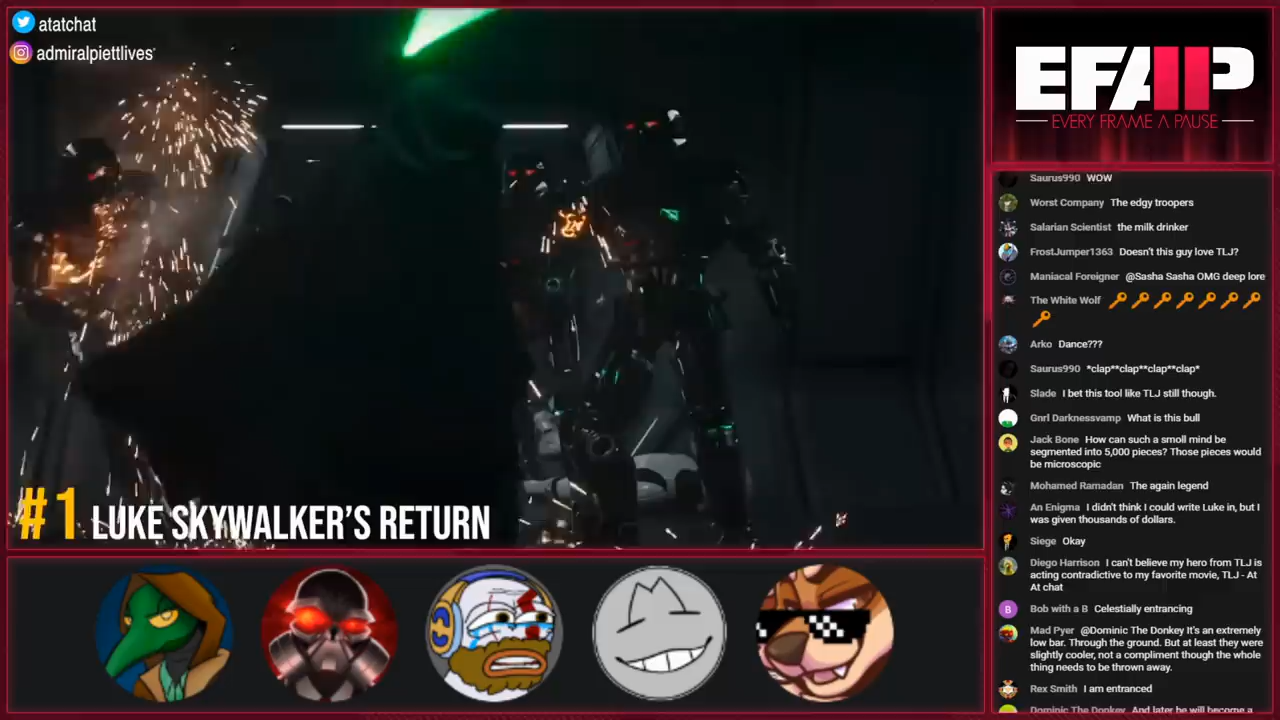 atatchat
admiralpiettlives
#1 LUKE SKYWALKER'S RETURN
EFAP
EVERY FRAME A PAUSE
Saurus990 WOW
Worst Company The edgy troopers
Salarian Scientist the milk drinker
FrostJumper1363 Doesn't this guy love TLJ?
Maniacal Foreigner @Sasha Sasha OMG deep lore
The White Wolf
Arko Dance???
Saurus990 *clap**clap**clap**clap*
Slade I bet this tool like TLJ still though.
Gnrl Darknessvamp What is this bull
Jack Bone How can such a smoll mind be
segmented into 5,000 pieces? Those pieces would
be microscopic
Mohamed Ramadan The again legend
An Enigma I didn't think I could write Luke in, but I
was given thousands of dollars.
Siege Okay
Diego Harrison I can't believe my hero from TLJ is
acting contradictive to my favorite movie, TLJ - At
At chat
B Bob with a B Celestially entrancing
Mad Pyer @Dominic The Donkey It's an extremely
low bar. Through the ground. But at least they were
slightly cooler, not a compliment though the whole
thing needs to be thrown away.
Rex Smith I am entranced
Dominic The Donkey And later he will become a